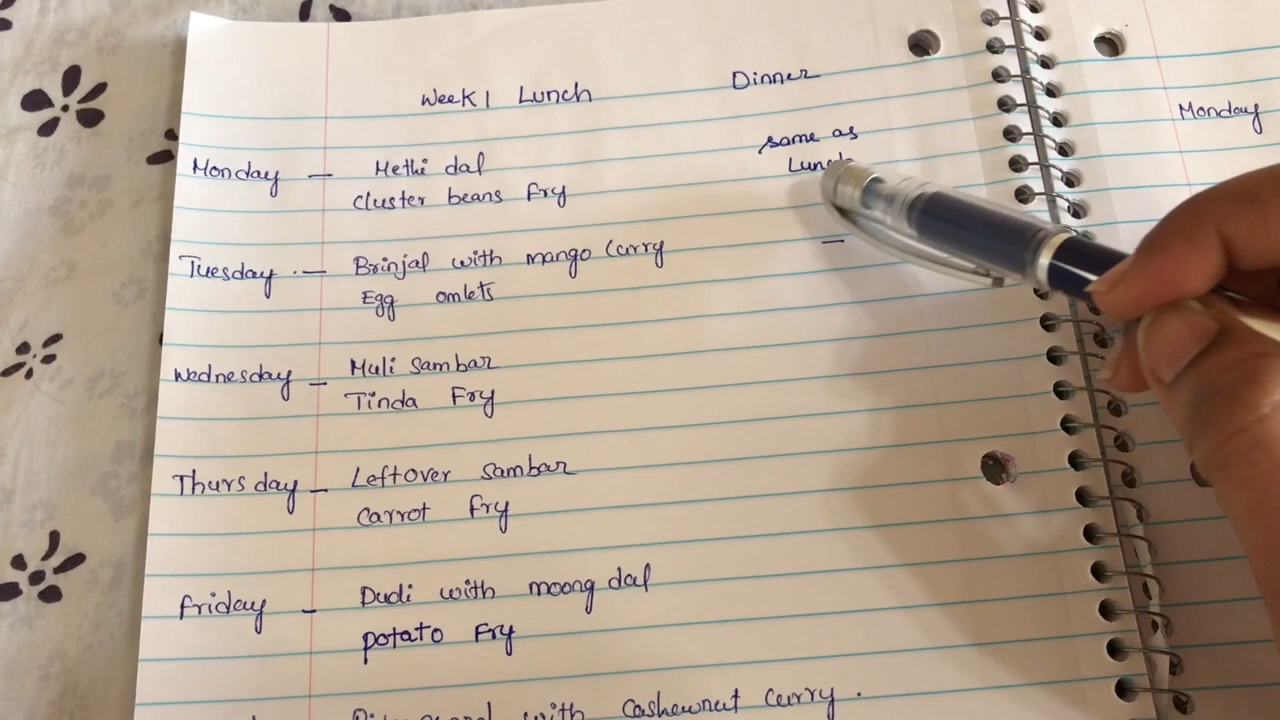 Week 1 Lunch Dinner
Monday — Methi dal same as
cluster beans Fry Lunch
Tuesday .— Brinjal with mango Curry —
Egg omlets
Wednesday — Muli Sambar
Tinda Fry
Thursday — Leftover Sambar
Carrot Fry
Friday — Dudi with moong dal
potato Fry
with Cashewnut Curry.
Monday